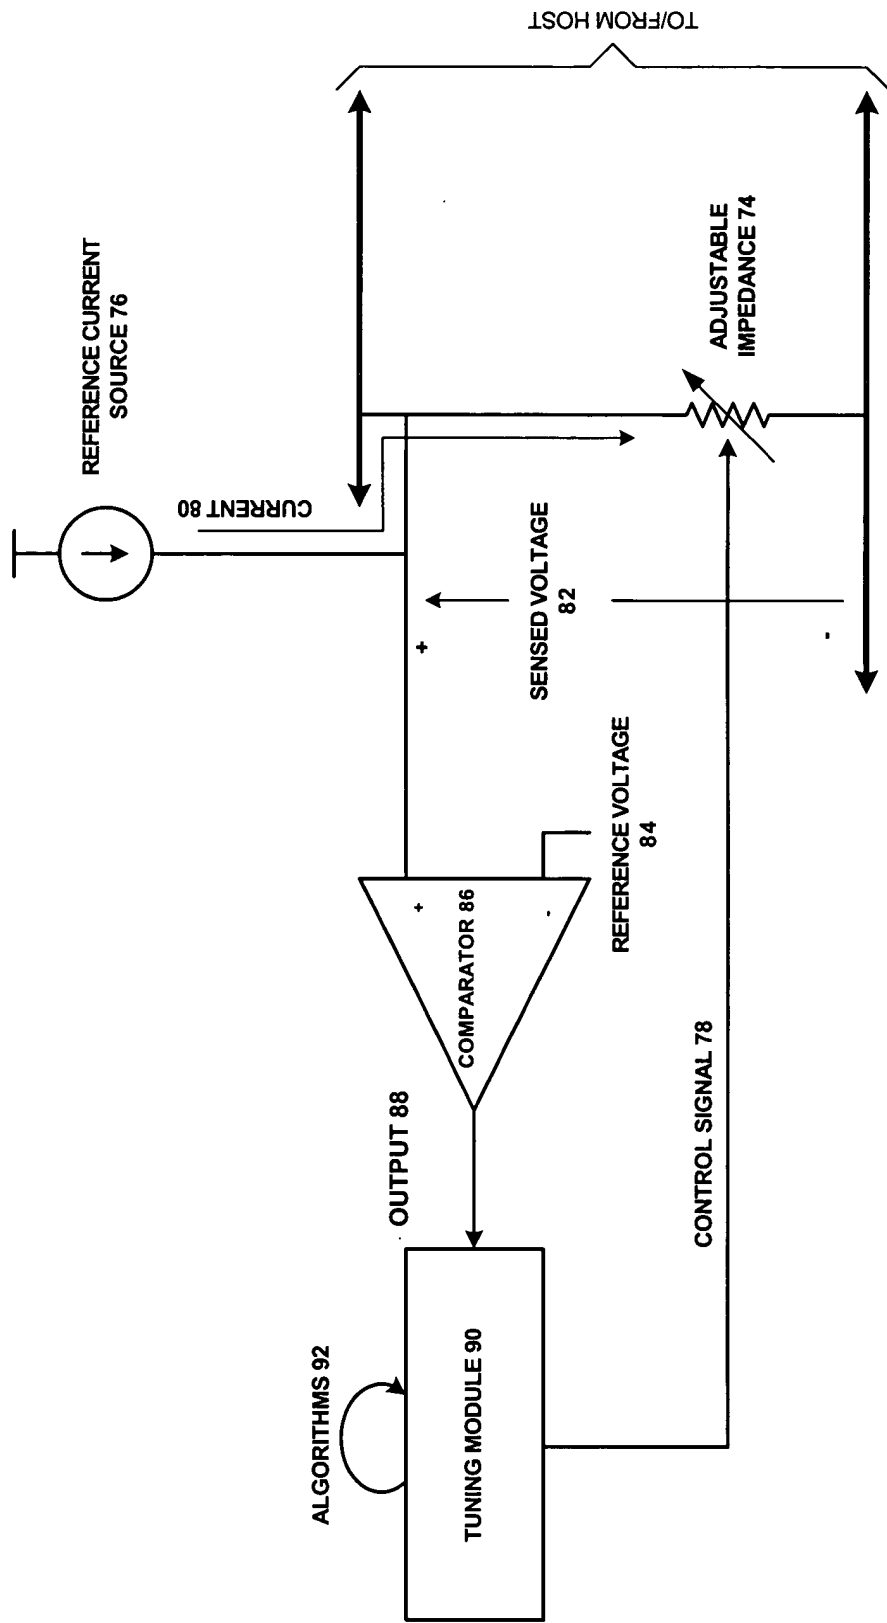 REFERENCE CURRENT
SOURCE 76
CURRENT 80
TO/FROM HOST
ADJUSTABLE
IMPEDANCE 74
+
SENSED VOLTAGE
82
-
REFERENCE VOLTAGE
84
+
COMPARATOR 86
-
OUTPUT 88
CONTROL SIGNAL 78
ALGORITHMS 92
TUNING MODULE 90